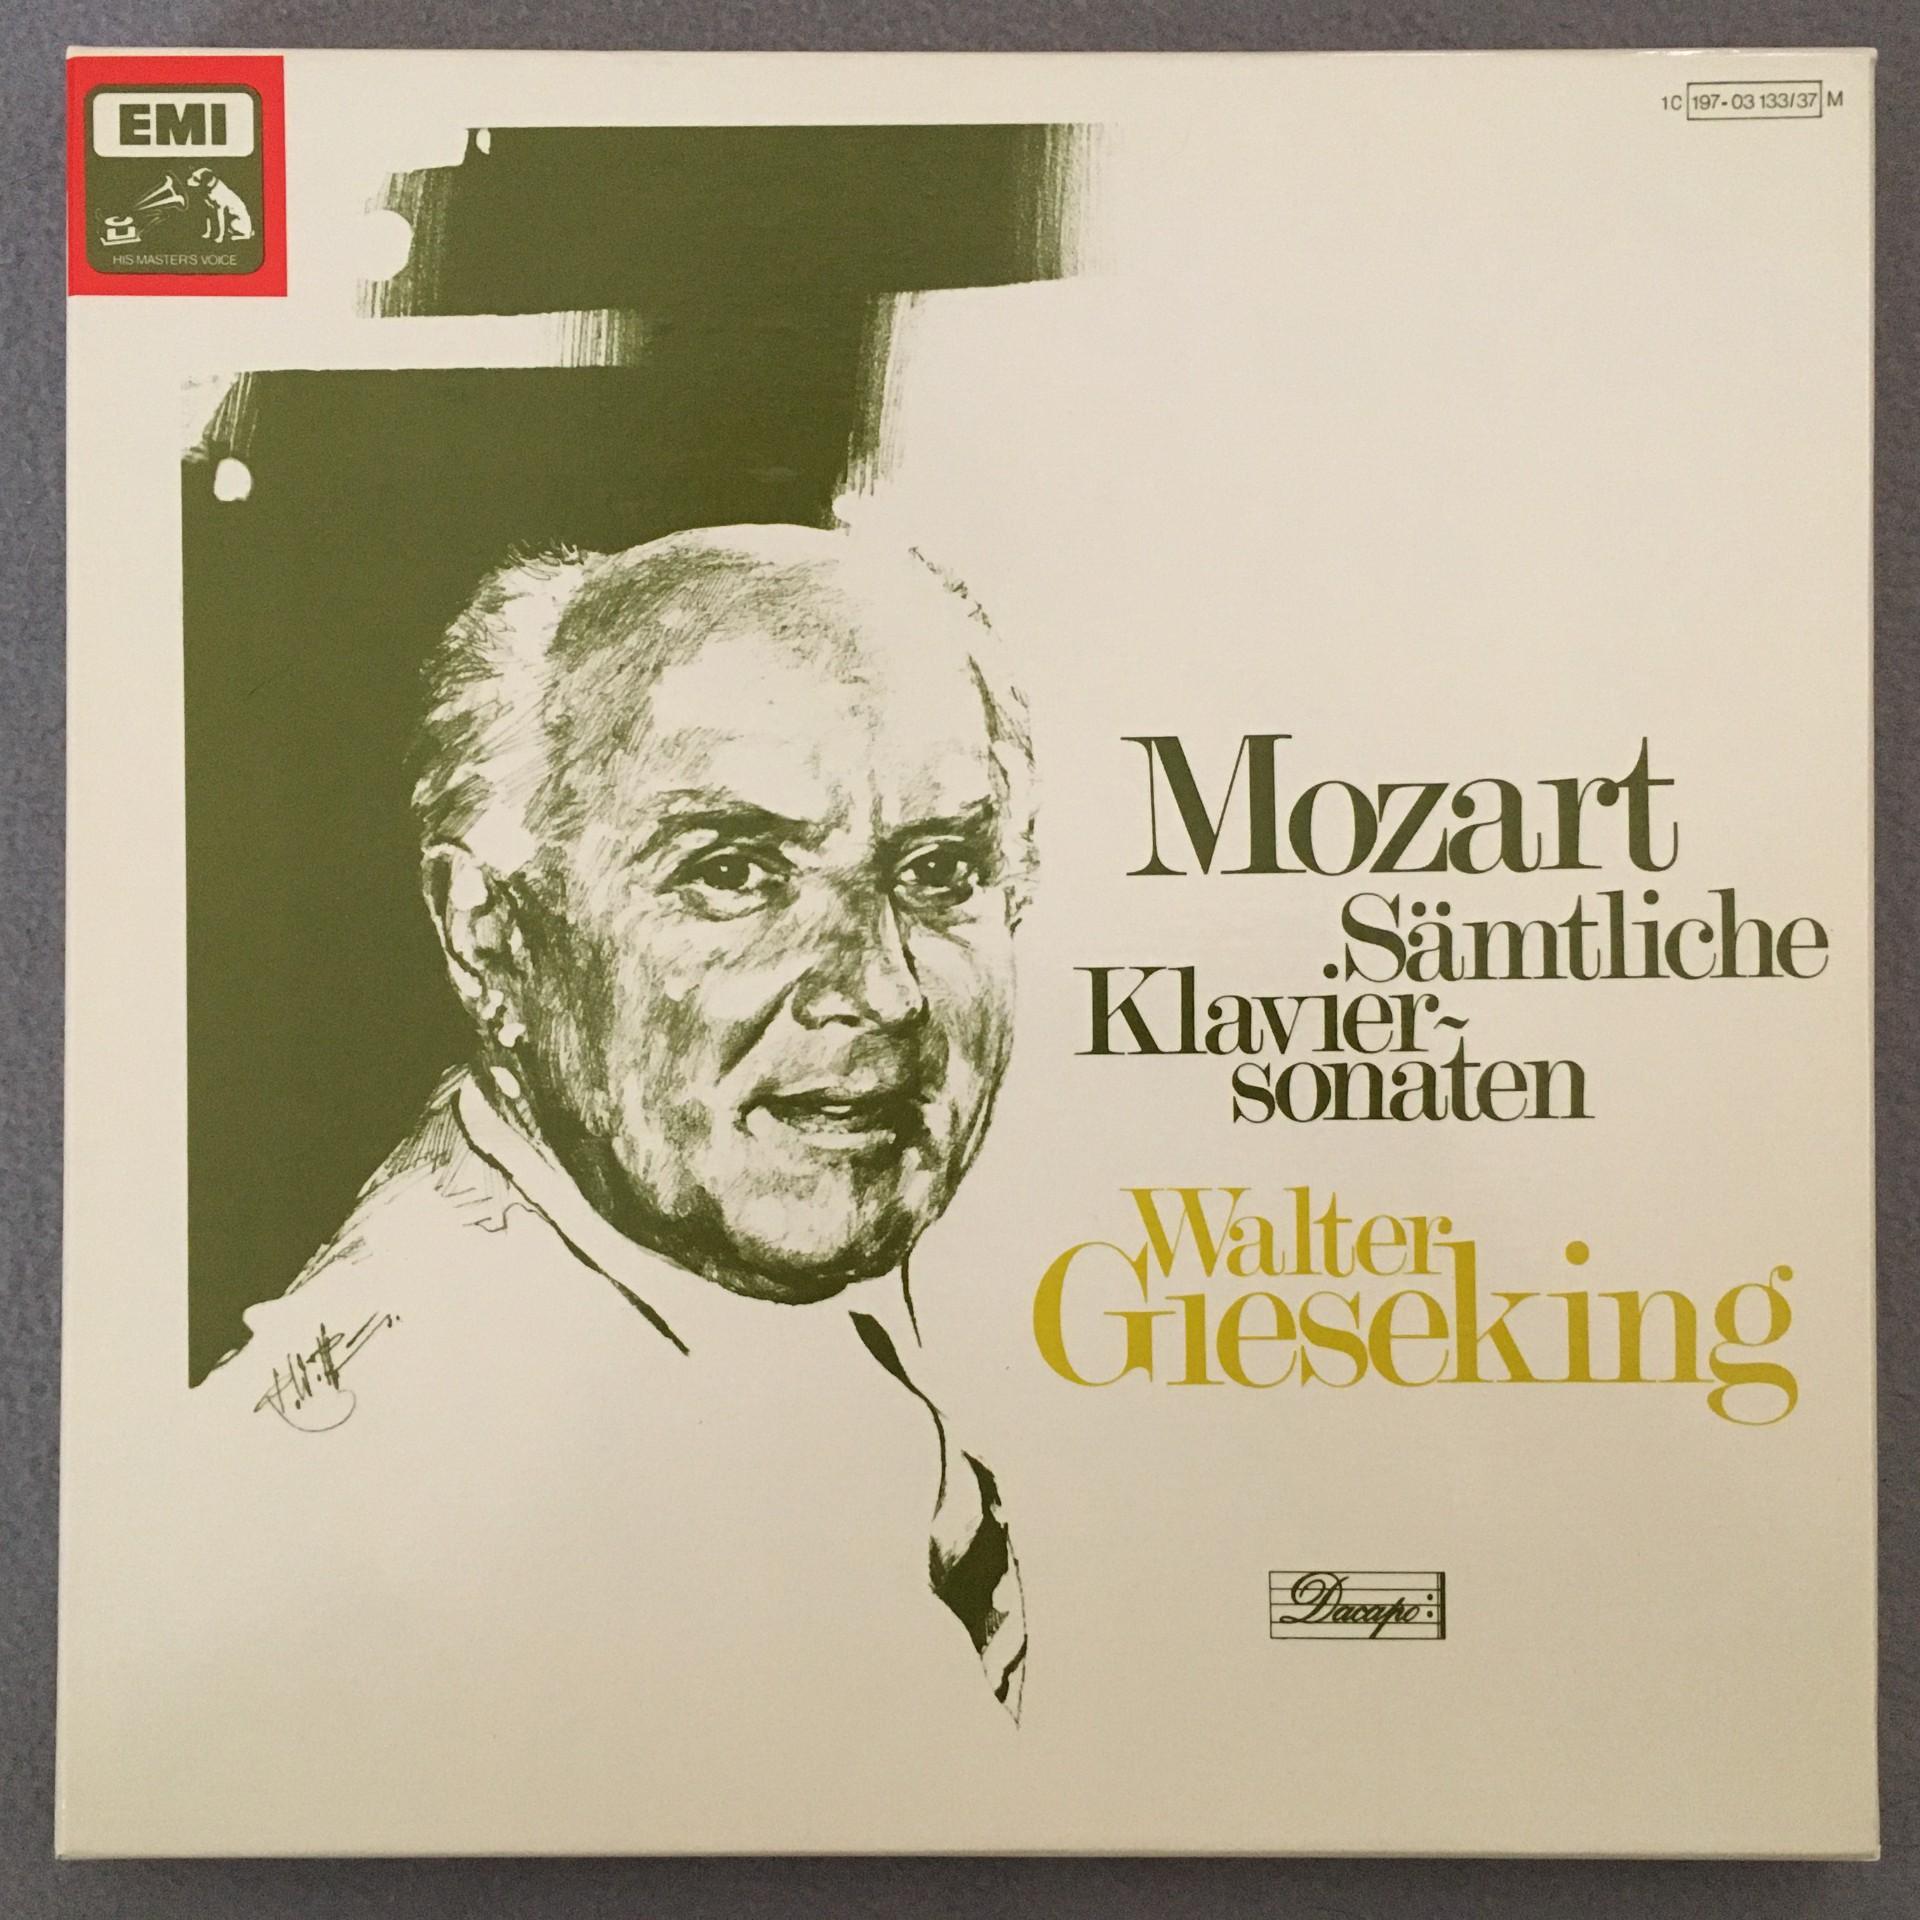 EMI
HIS MASTER'S VOICE
1C 197-03 133/37 M
Mozart
Sämtliche
Klavier-
sonaten
Walter
Gieseking
Dacapo